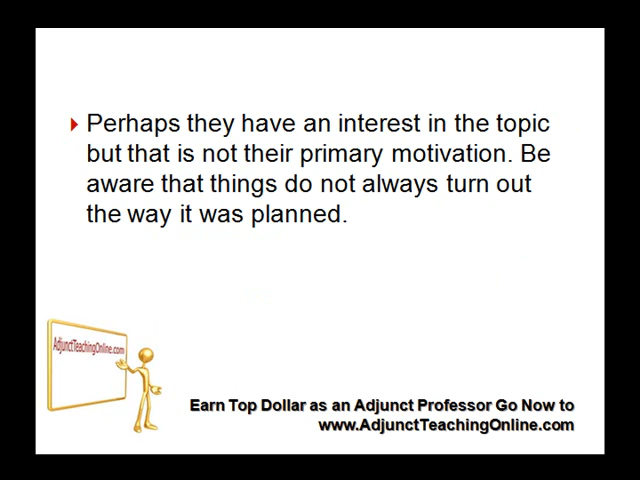 Perhaps they have an interest in the topic
but that is not their primary motivation. Be
aware that things do not always turn out
the way it was planned.
AdjunctTeachingOnline.com
Earn Top Dollar as an Adjunct Professor Go Now to
www.AdjunctTeachingOnline.com